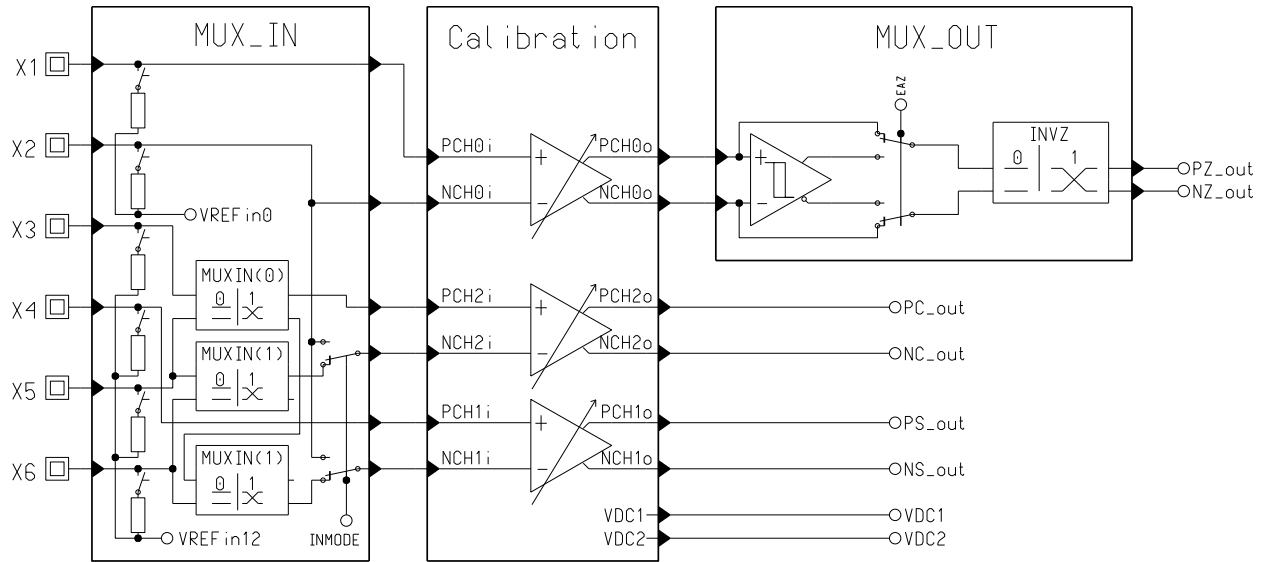 MUX_IN
Calibration
MUX_OUT
X1
EAZ
INVZ
X2
PCH0i
+
PCH0o
+
0 1
PZ_out
NCH0i
-
NCH0o
-
NZ_out
VREFin0
X3
MUXIN(0)
0 1
X4
PCH2i
+
PCH2o
PC_out
MUXIN(1)
0 1
NCH2i
-
NCH2o
NC_out
X5
PCH1i
+
PCH1o
PS_out
X6
MUXIN(1)
0 1
NCH1i
-
NCH1o
NS_out
VREFin12
INMODE
VDC1
VDC1
VDC2
VDC2